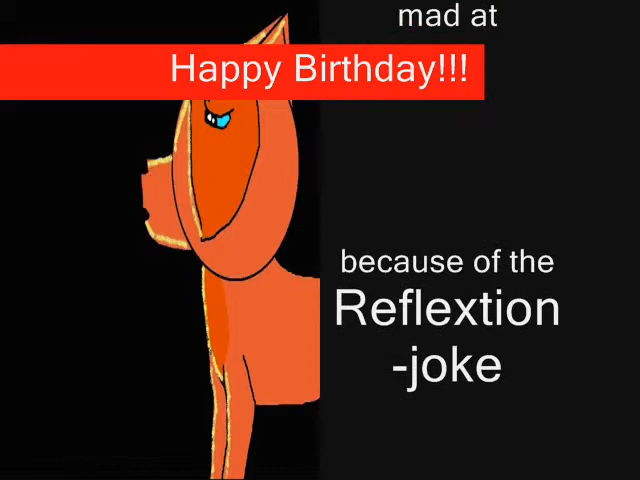 mad at
Happy Birthday!!!
because of the
Reflextion
-joke